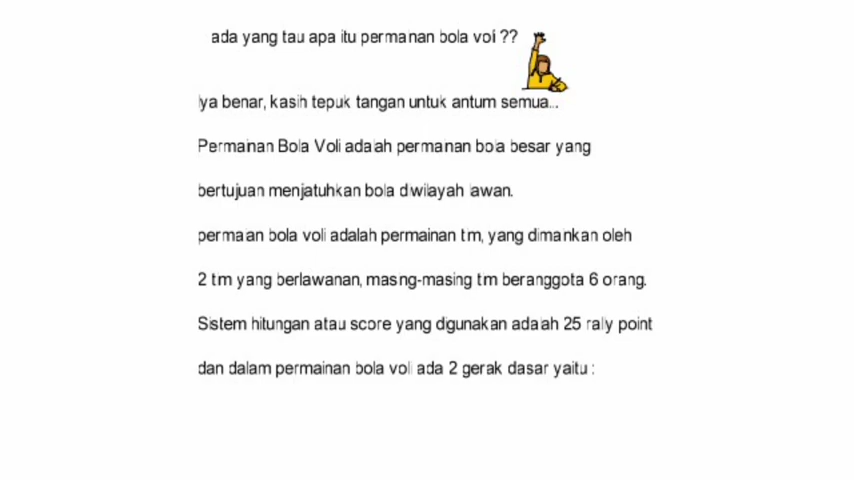 ada yang tau apa itu permanan bola voli ??
Iya benar, kasih tepuk tangan untuk antum semua...
Permainan Bola Voli adalah permanan bola besar yang
bertujuan menjatuhkan bola diwilayah lawan.
permaian bola voli adalah permainan tim, yang dimankan oleh
2 tim yang berlawanan, masing-masing tim beranggota 6 orang.
Sistem hitungan atau score yang digunakan adalah 25 rally point
dan dalam permainan bola voli ada 2 gerak dasar yaitu :